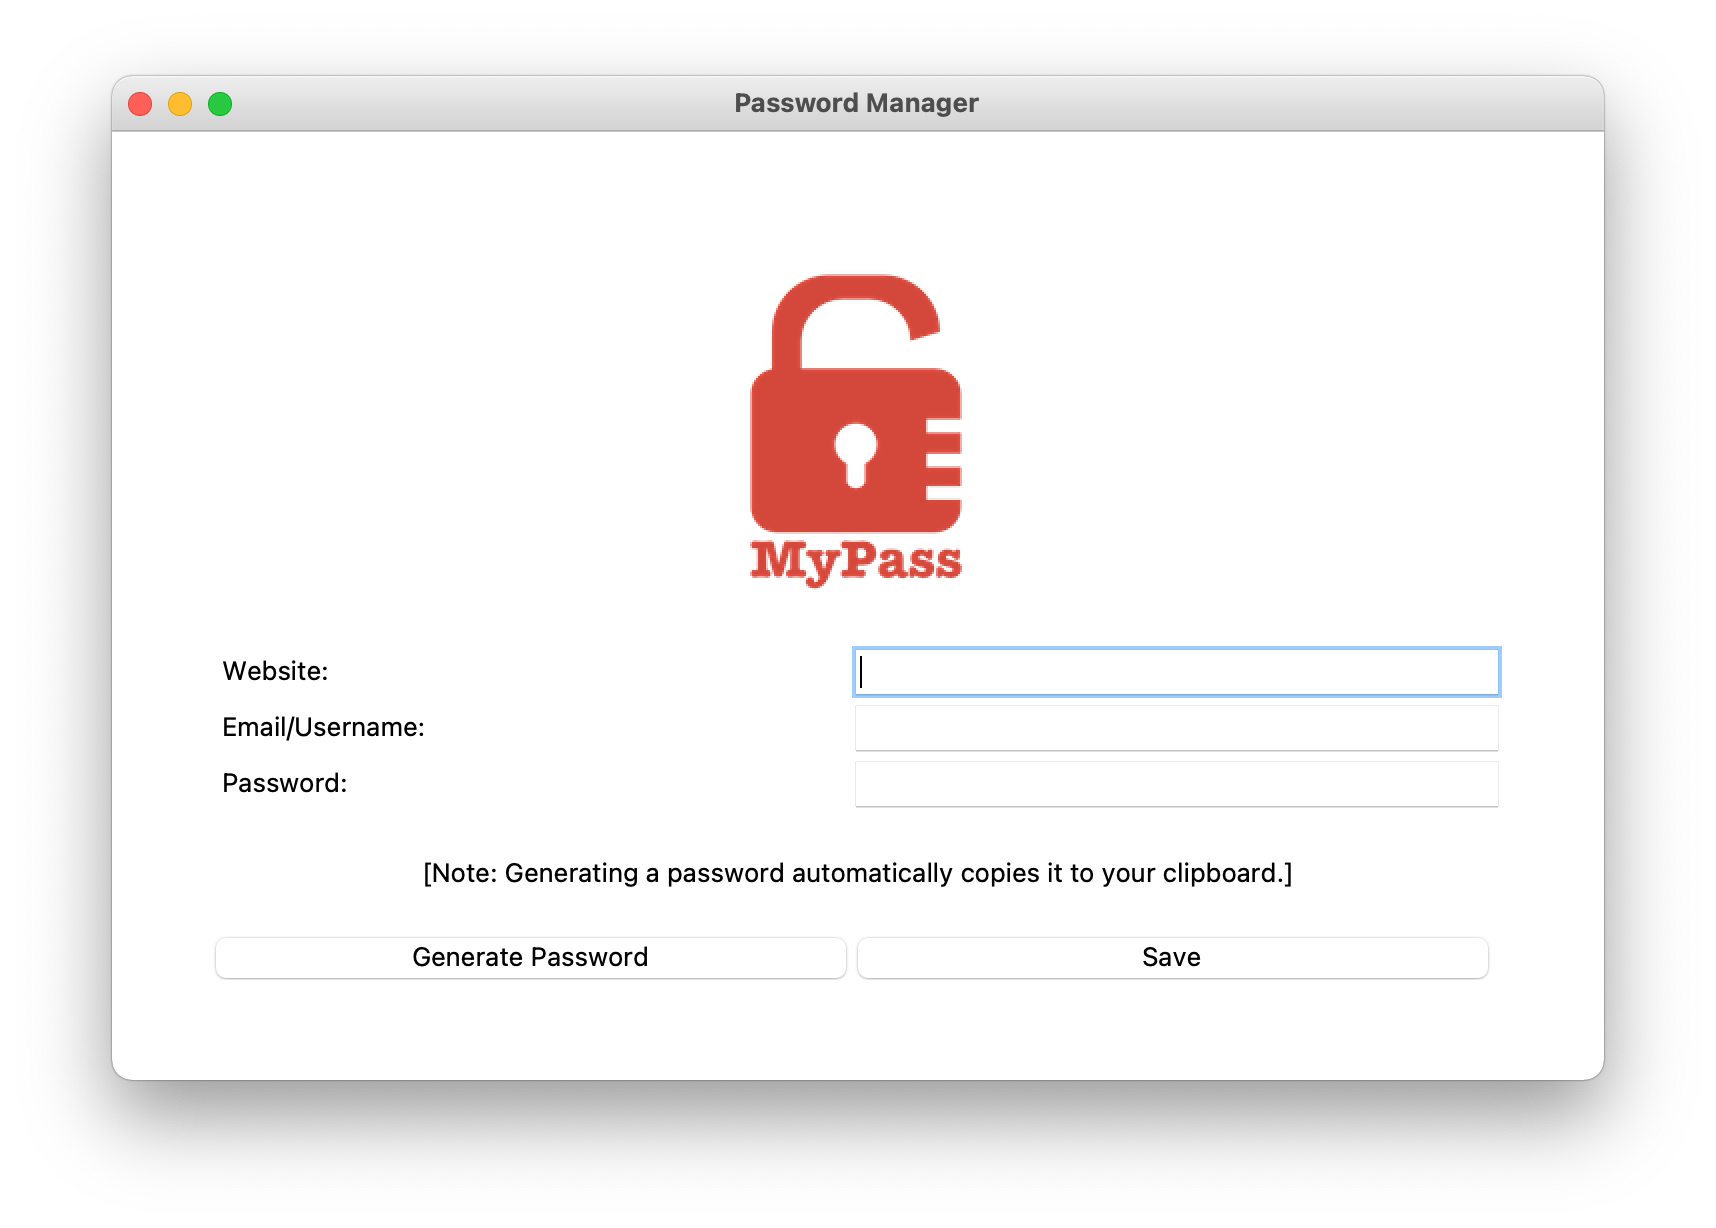 Password Manager
MyPass
Website:
Email/Username:
Password:
[Note: Generating a password automatically copies it to your clipboard.]
Generate Password Save